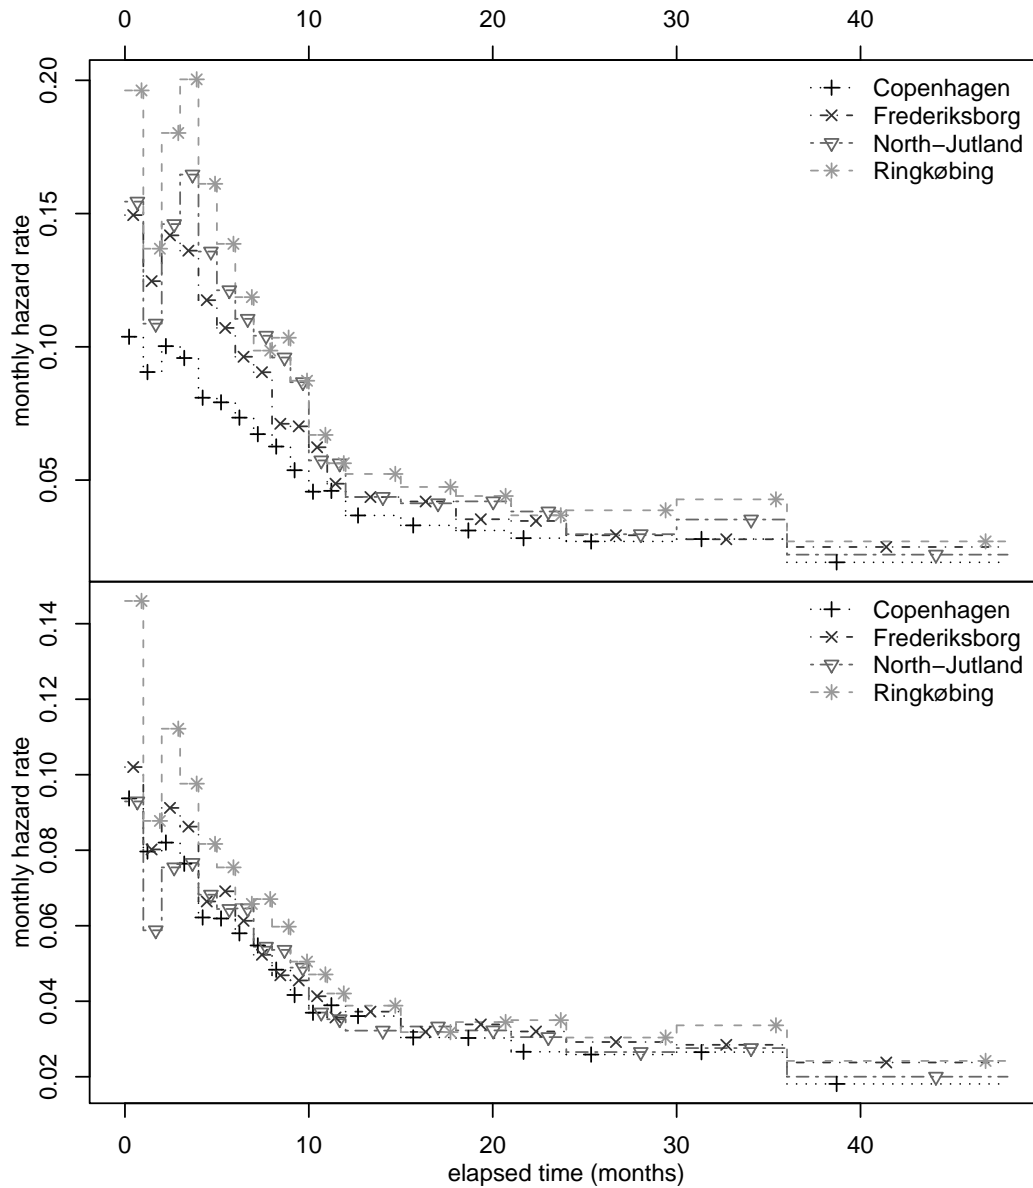 0 10 20 30 40
monthly hazard rate
0.20
0.15
0.10
0.05
Copenhagen
Frederiksborg
North−Jutland
Ringkøbing
monthly hazard rate
0.14
0.12
0.10
0.08
0.06
0.04
0.02
Copenhagen
Frederiksborg
North−Jutland
Ringkøbing
0 10 20 30 40
elapsed time (months)